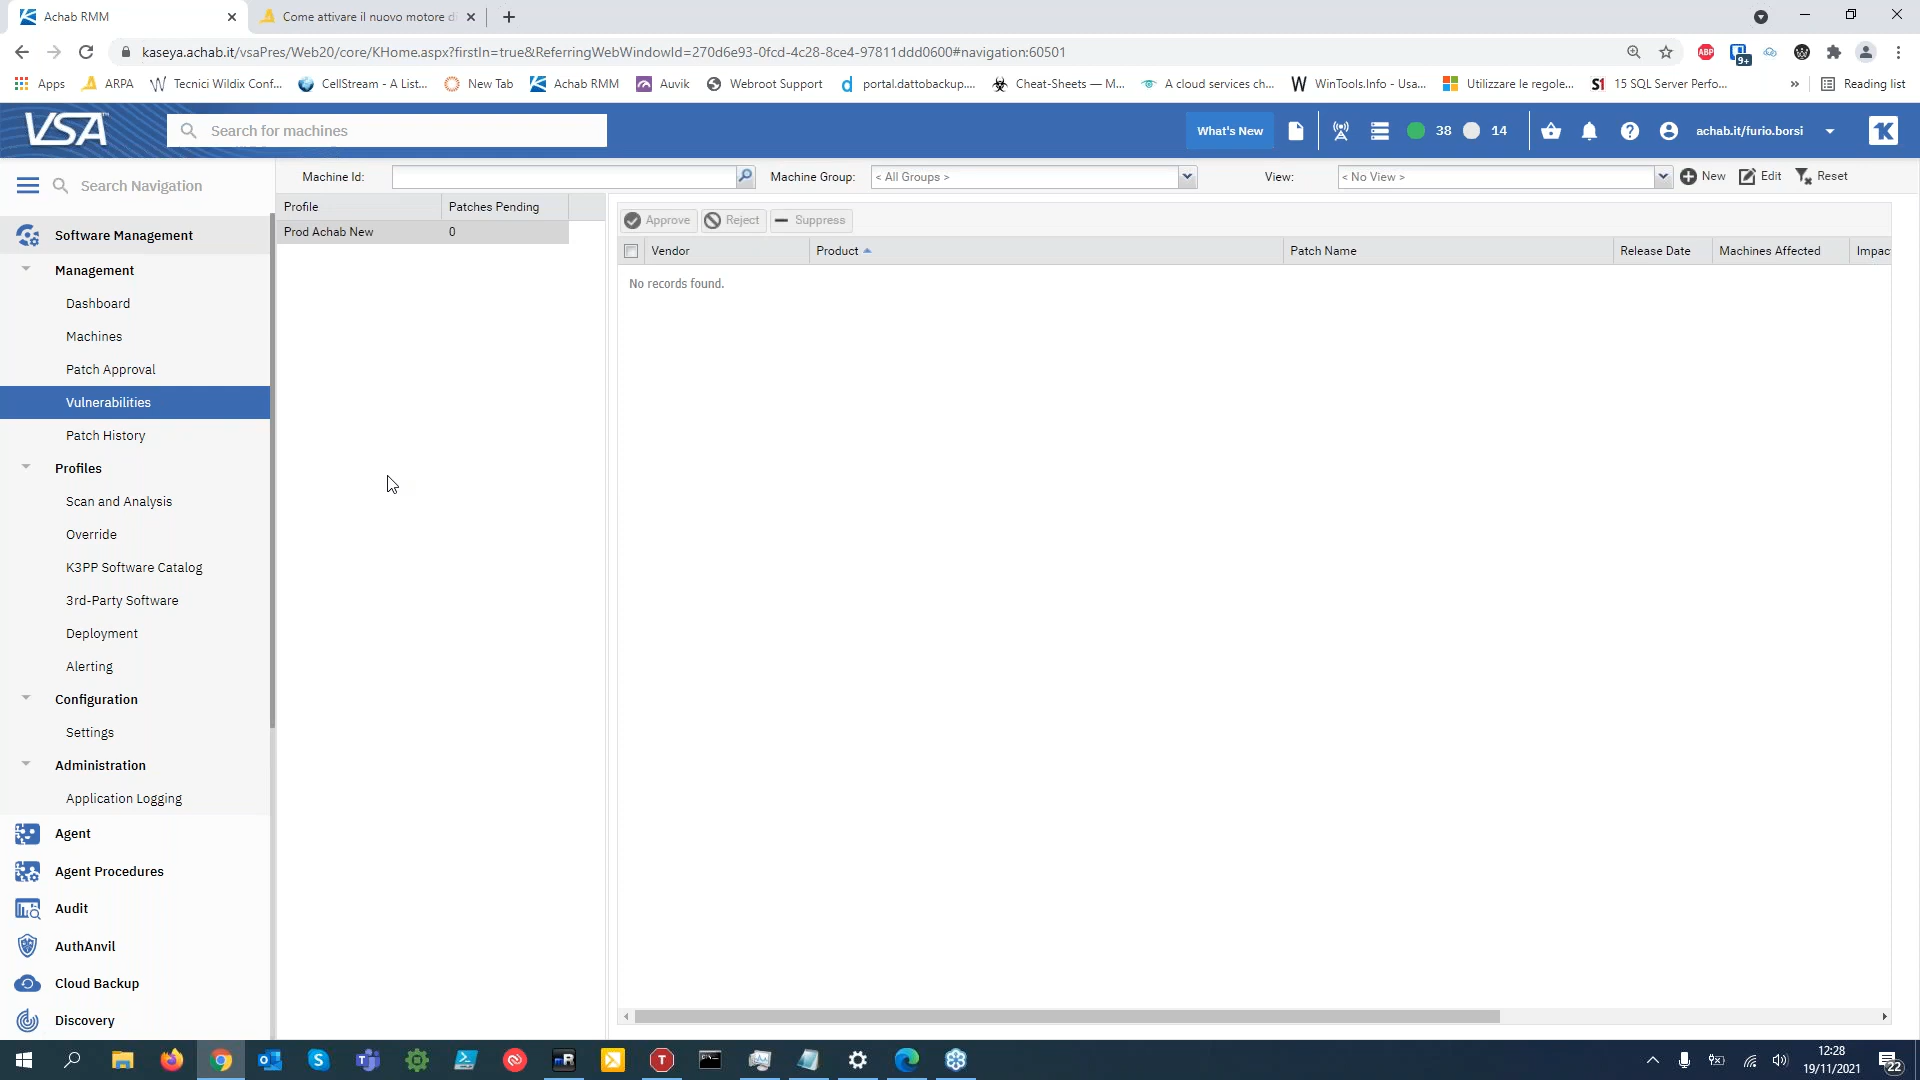 Achab RMM
Come attivare il nuovo motore d
kaseya.achab.it/vsaPres/Web20/core/KHome.aspx?firstIn=true&ReferringWebWindowId=270d6e93-0fcd-4c28-8ce4-97811ddd0600#navigation:60501
ABP
9+
Apps
ARPA
Tecnici Wildix Conf...
CellStream - A List...
New Tab
Achab RMM
Auvik
Webroot Support
portal.dattobackup....
Cheat-Sheets — M...
A cloud services ch...
WinTools.Info - Usa...
Utilizzare le regole...
15 SQL Server Perfo...
»
Reading list
VSA
Search for machines
What's New
38
14
achab.it/furio.borsi
Search Navigation
Machine Id:
Machine Group:
< All Groups >
View:
< No View >
New
Edit
Reset
Profile
Patches Pending
Prod Achab New
0
Approve
Reject
Suppress
Vendor
Product
Patch Name
Release Date
Machines Affected
Impac
No records found.
Software Management
Management
Dashboard
Machines
Patch Approval
Vulnerabilities
Patch History
Profiles
Scan and Analysis
Override
K3PP Software Catalog
3rd-Party Software
Deployment
Alerting
Configuration
Settings
Administration
Application Logging
Agent
Agent Procedures
Audit
AuthAnvil
Cloud Backup
Discovery
12:28
19/11/2021
22